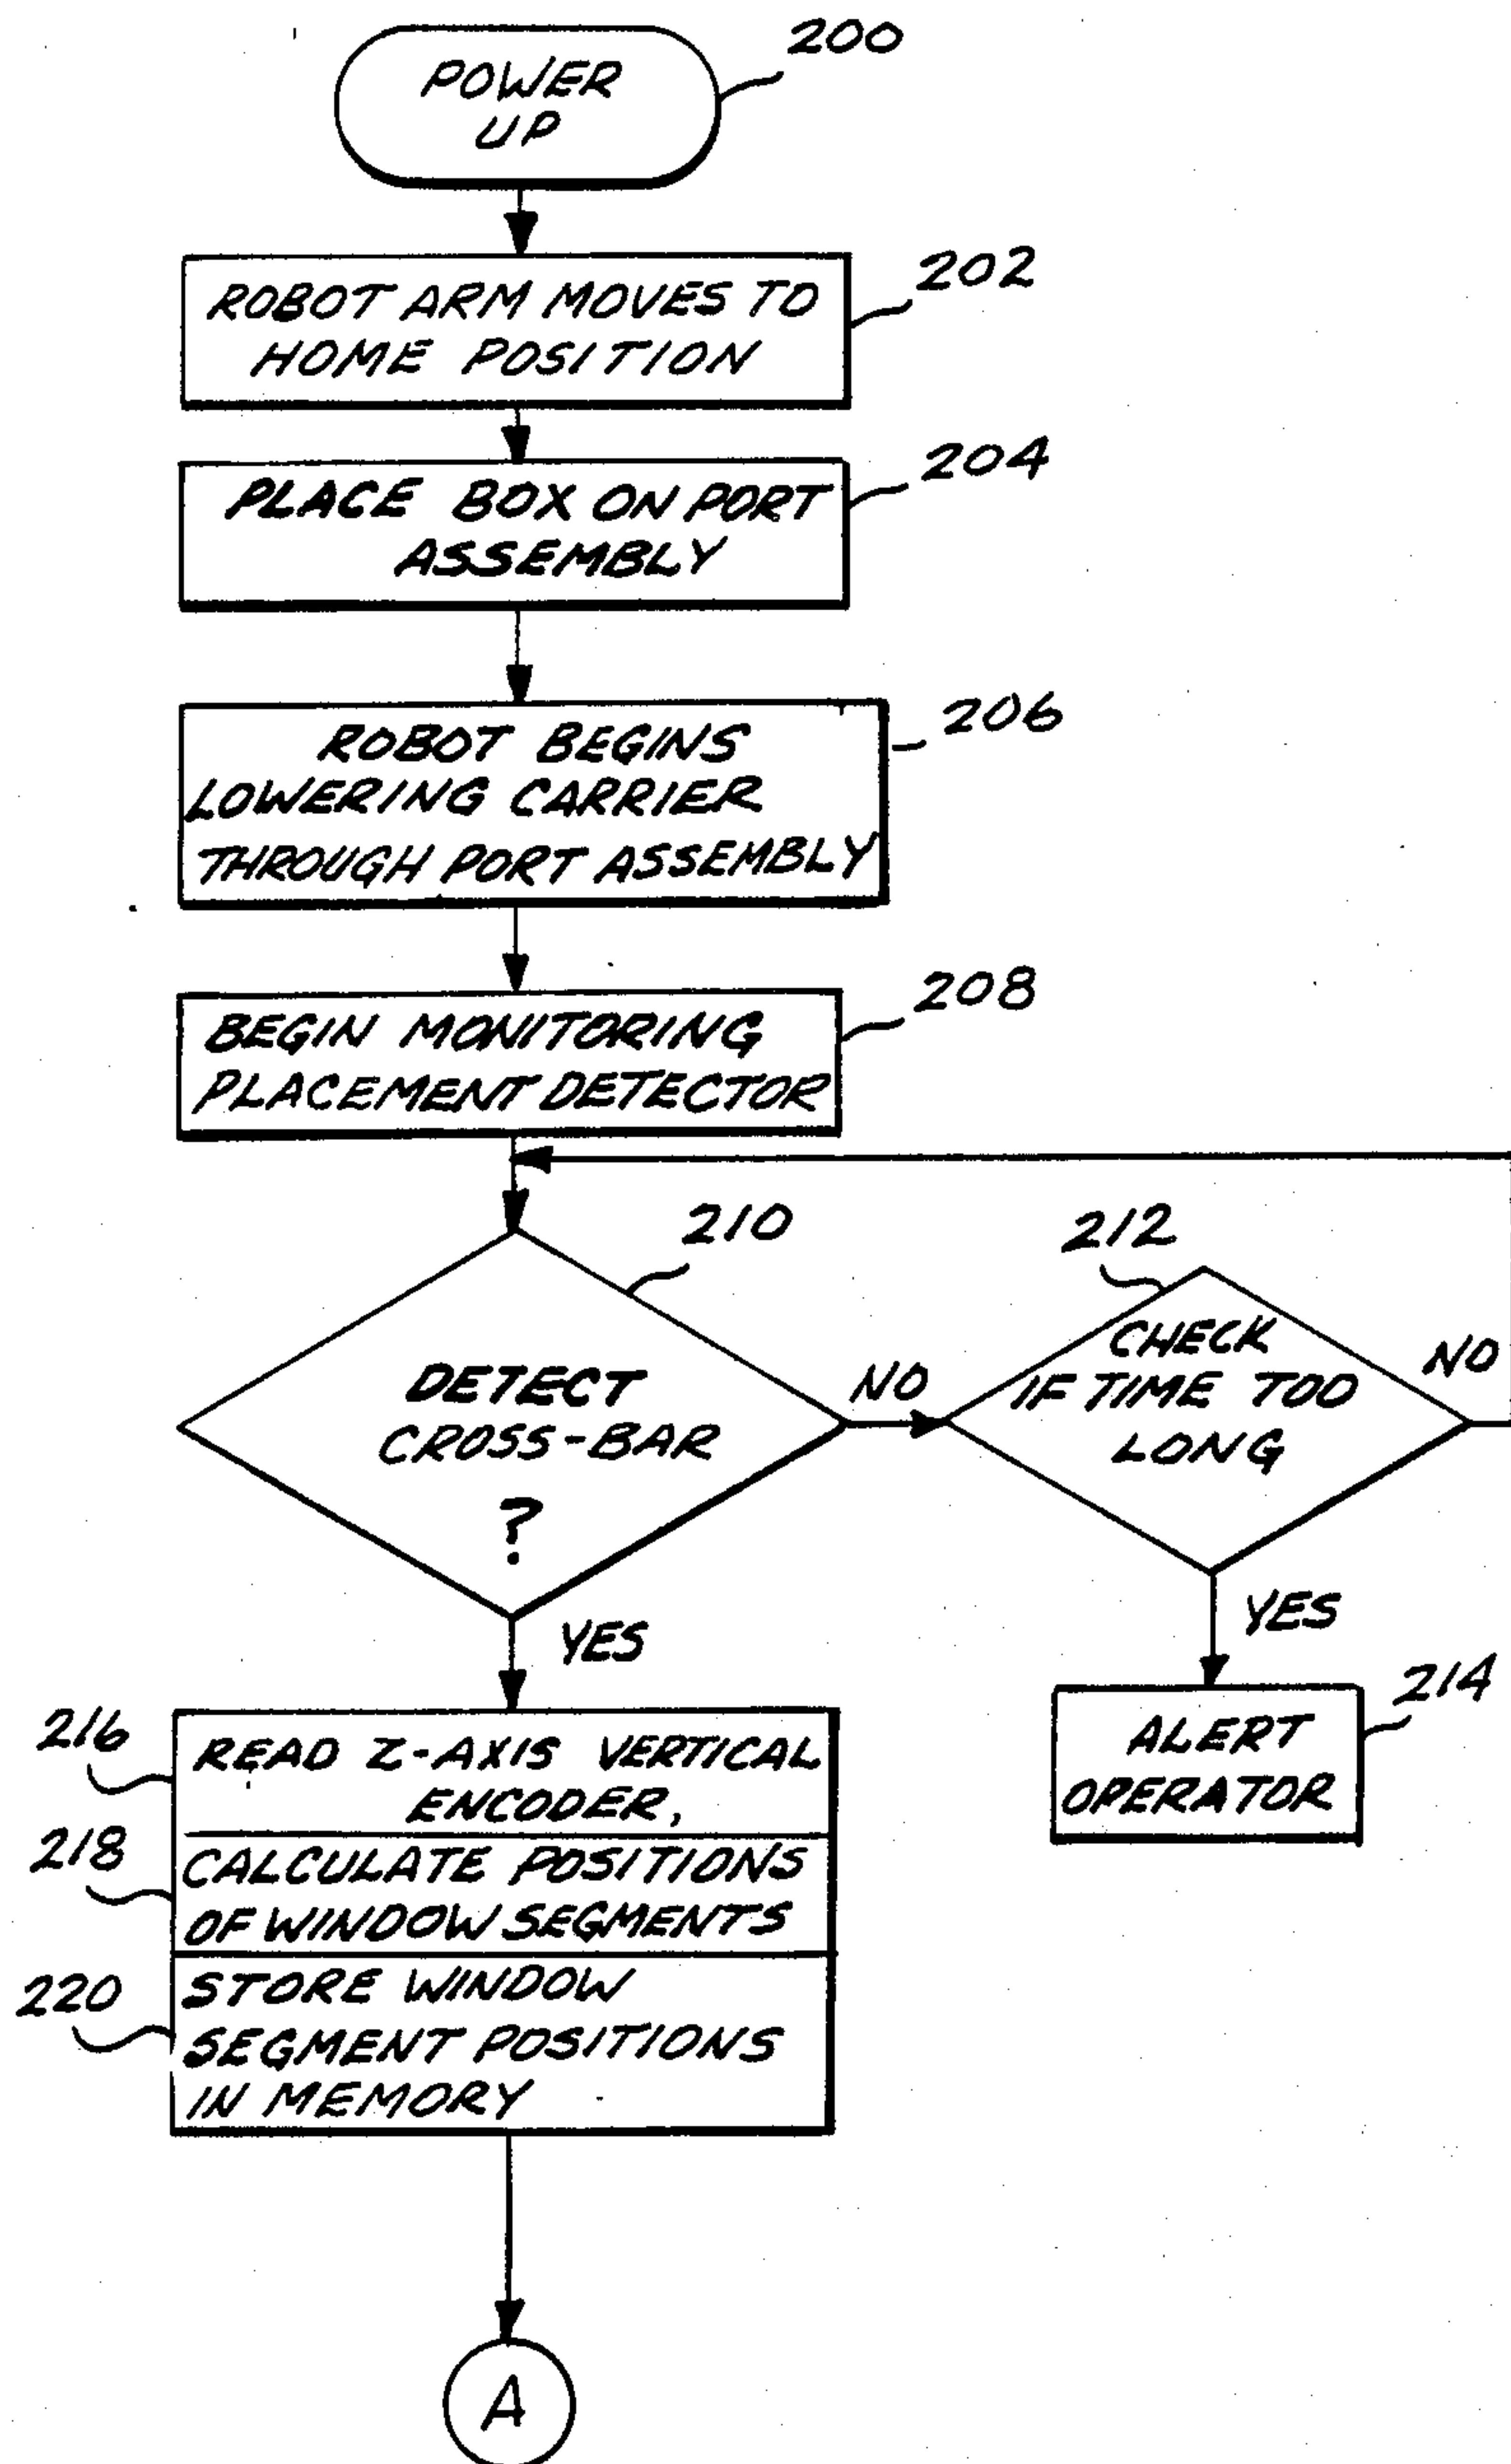 200
POWER
UP
202
ROBOT ARM MOVES TO
HOME POSITION
204
PLACE BOX ON PORT
ASSEMBLY
206
ROBOT BEGINS
LOWERING CARRIER
THROUGH PORT ASSEMBLY
208
BEGIN MONITORING
PLACEMENT DETECTOR
210
DETECT
CROSS-BAR
?
NO
212
CHECK
IF TIME TOO
LONG
NO
YES
YES
214
ALERT
OPERATOR
216
READ Z-AXIS VERTICAL
ENCODER,
218
CALCULATE POSITIONS
OF WINDOW SEGMENTS
220
STORE WINDOW
SEGMENT POSITIONS
IN MEMORY
A